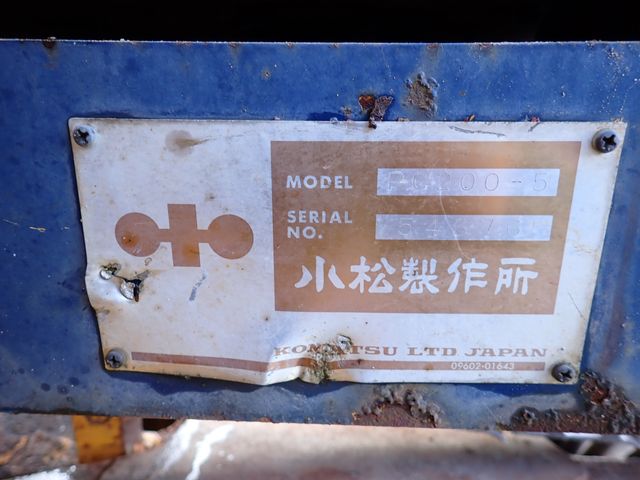 MODEL PC200-5
SERIAL
NO.
小松製作所
KOMATSU LTD JAPAN
09602-01643